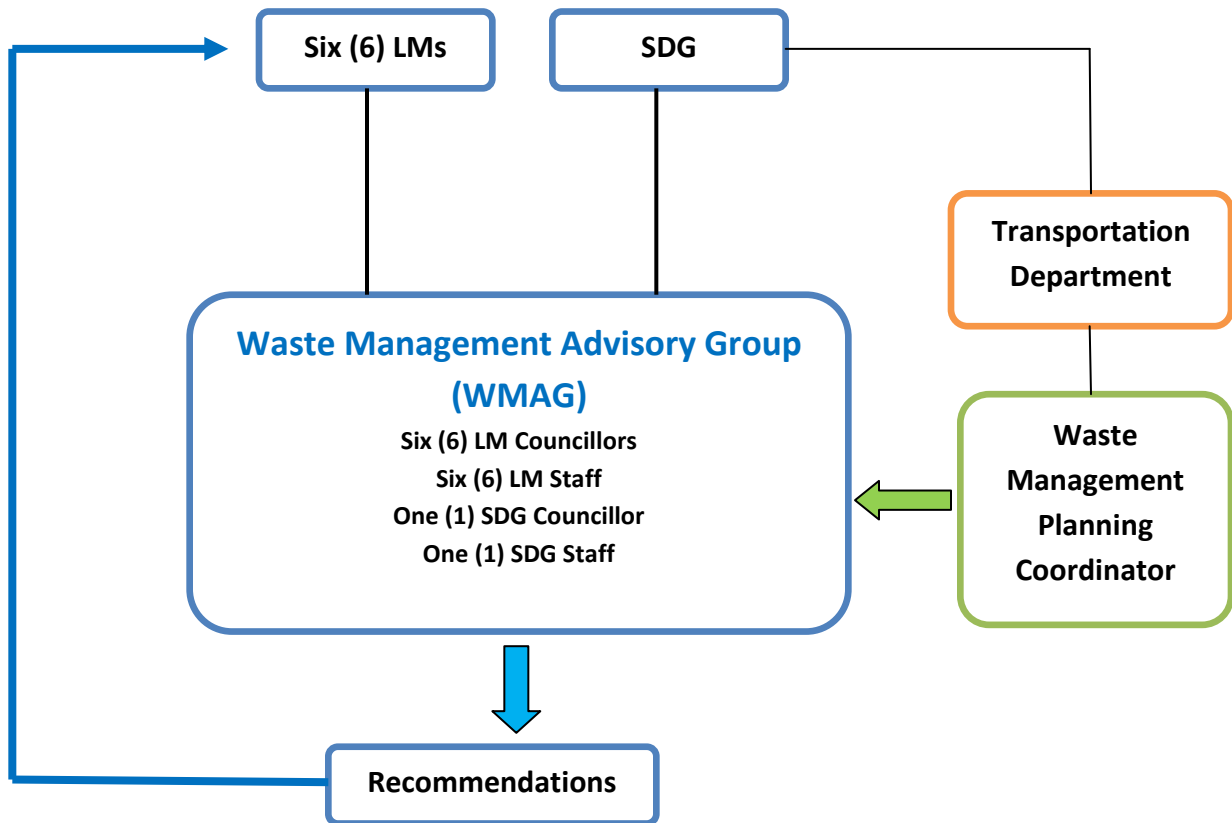 Six (6) LMs
SDG
Transportation
Department
Waste Management Advisory Group
(WMAG)
Six (6) LM Councillors
Six (6) LM Staff
One (1) SDG Councillor
One (1) SDG Staff
Waste
Management
Planning
Coordinator
Recommendations